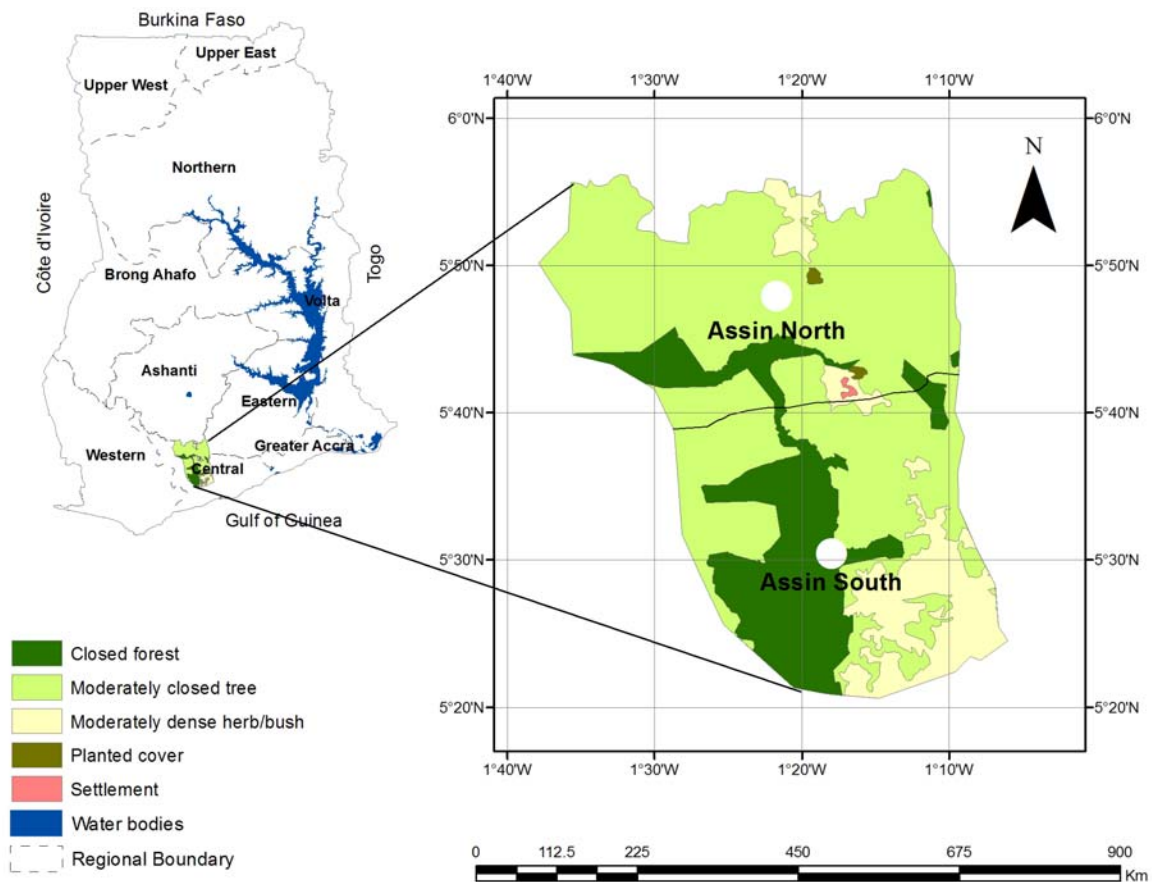 Burkina Faso
Upper East
Upper West
Northern
Côte d'Ivoire
Togo
Brong Ahafo
Volta
Ashanti
Eastern
Western
Greater Accra
Central
Gulf of Guinea
1°40'W 1°30'W 1°20'W 1°10'W
6°0'N 6°0'N
N
5°50'N 5°50'N
Assin North
5°40'N 5°40'N
5°30'N 5°30'N
Assin South
5°20'N 5°20'N
1°40'W 1°30'W 1°20'W 1°10'W
Closed forest
Moderately closed tree
Moderately dense herb/bush
Planted cover
Settlement
Water bodies
Regional Boundary
0 112.5 225 450 675 900
Km